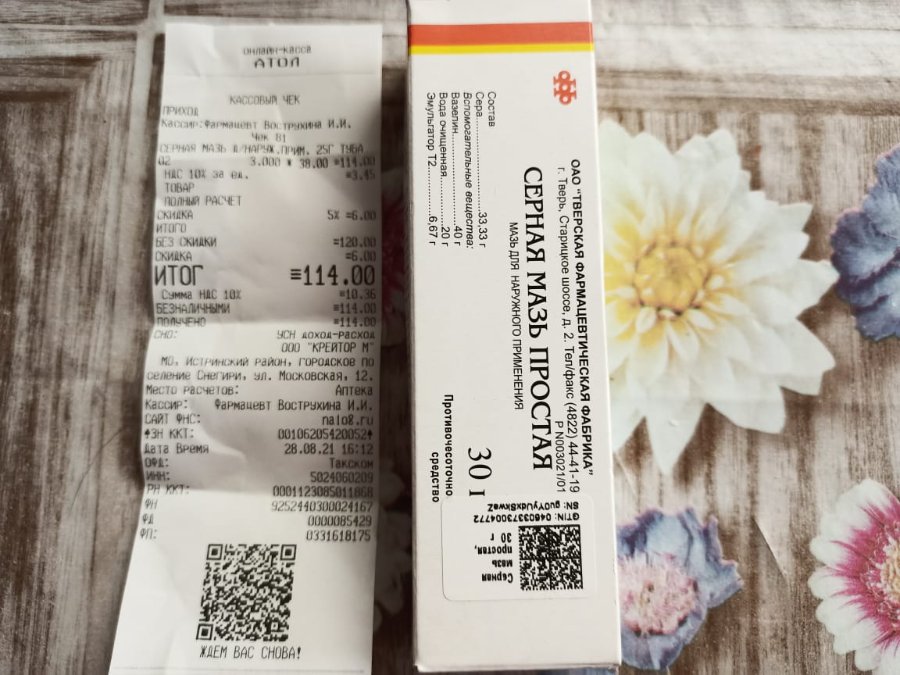 онлайн-касса
АТОЛ
КАССОВЫЙ ЧЕК
ПРИХОД
Кассир:Фармацевт Вострухина И.И.
Чек 81
СЕРНАЯ МАЗЬ Д/НАРУЖ.ПРИМ. 25Г ТУБА
02 3.000 * 38.00 =114.00
НДС 10% за ед. =3.45
ТОВАР
ПОЛНЫЙ РАСЧЕТ
СКИДКА 5% =6.00
ИТОГО
БЕЗ СКИДКИ =120.00
СКИДКА =6.00
ИТОГ =114.00
Сумма НДС 10% =10.36
БЕЗНАЛИЧНЫМИ =114.00
ПОЛУЧЕНО =114.00
СНО: УСН доход-расход
ООО "КРЕЙТОР М"
МО, Истринский район, городское по
селение Снегири, ул. Московская, 12.
Место расчетов: Аптека
Кассир: Фармацевт Вострухина И.И.
САЙТ ФНС: nalog.ru
ЗН ККТ: 00106205420052
Дата Время 28.08.21 16:12
ОФД: Такском
ИНН: 5024060209
РН ККТ: 0001123085011868
ФН 9252440300024167
ФД 0000085429
ФП: 0331618175
ЖДЕМ ВАС СНОВА!
ОАО "ТВЕРСКАЯ ФАРМАЦЕВТИЧЕСКАЯ ФАБРИКА"
г. Тверь, Старицкое шоссе, д. 2. Тел/факс (4822) 44-41-19
Р N003021/01
СЕРНАЯ МАЗЬ ПРОСТАЯ
МАЗЬ ДЛЯ НАРУЖНОГО ПРИМЕНЕНИЯ
30 г
Состав
Сера...................33,33 г
Вспомогательные вещества:
Вазелин..................40 г
Вода очищенная.......20 г
Эмульгатор Т2.........6,67 г
Противочесоточное
средство
GTIN: 04603373004772
SN: guoYyUdxSkwaZ
Серная
мазь
простая,
30 г